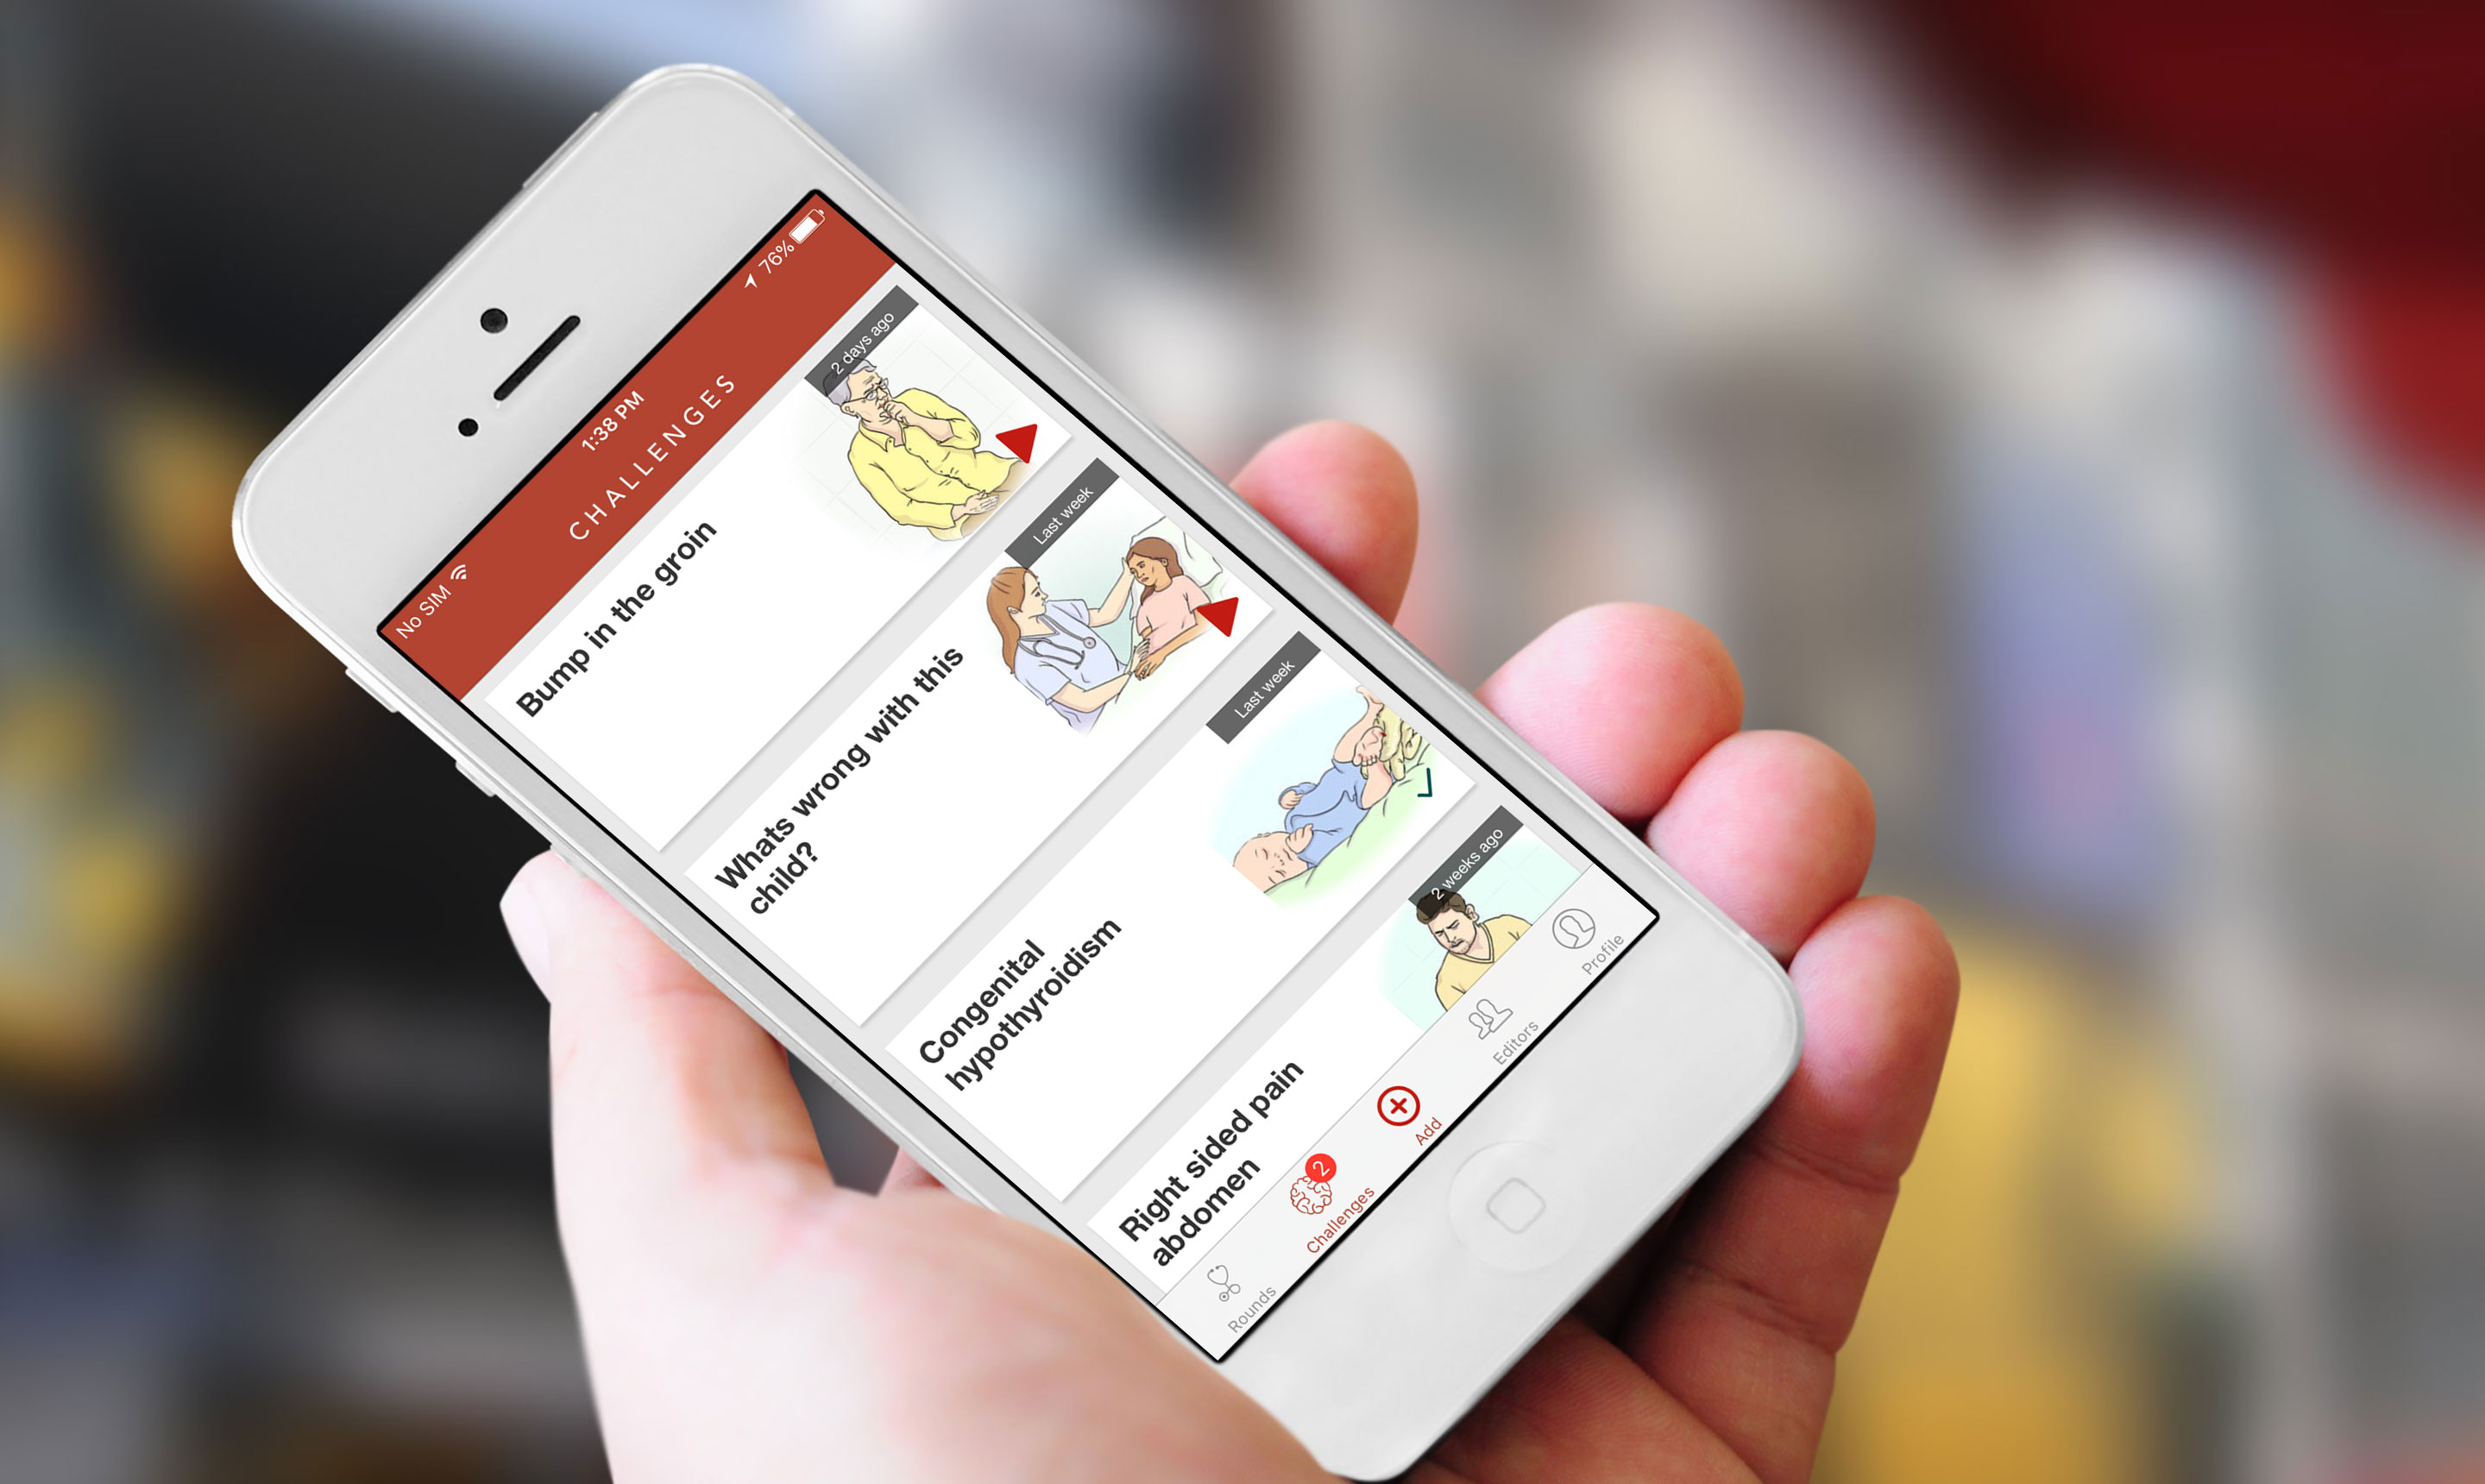 No SIM 1:38 PM 76%
CHALLENGES
2 days ago
Bump in the groin
Last week
Whats wrong with this
child?
Last week
Congenital
hypothyroidism
2 weeks ago
Right sided pain
abdomen
2
Rounds Challenges Add Editors Profile